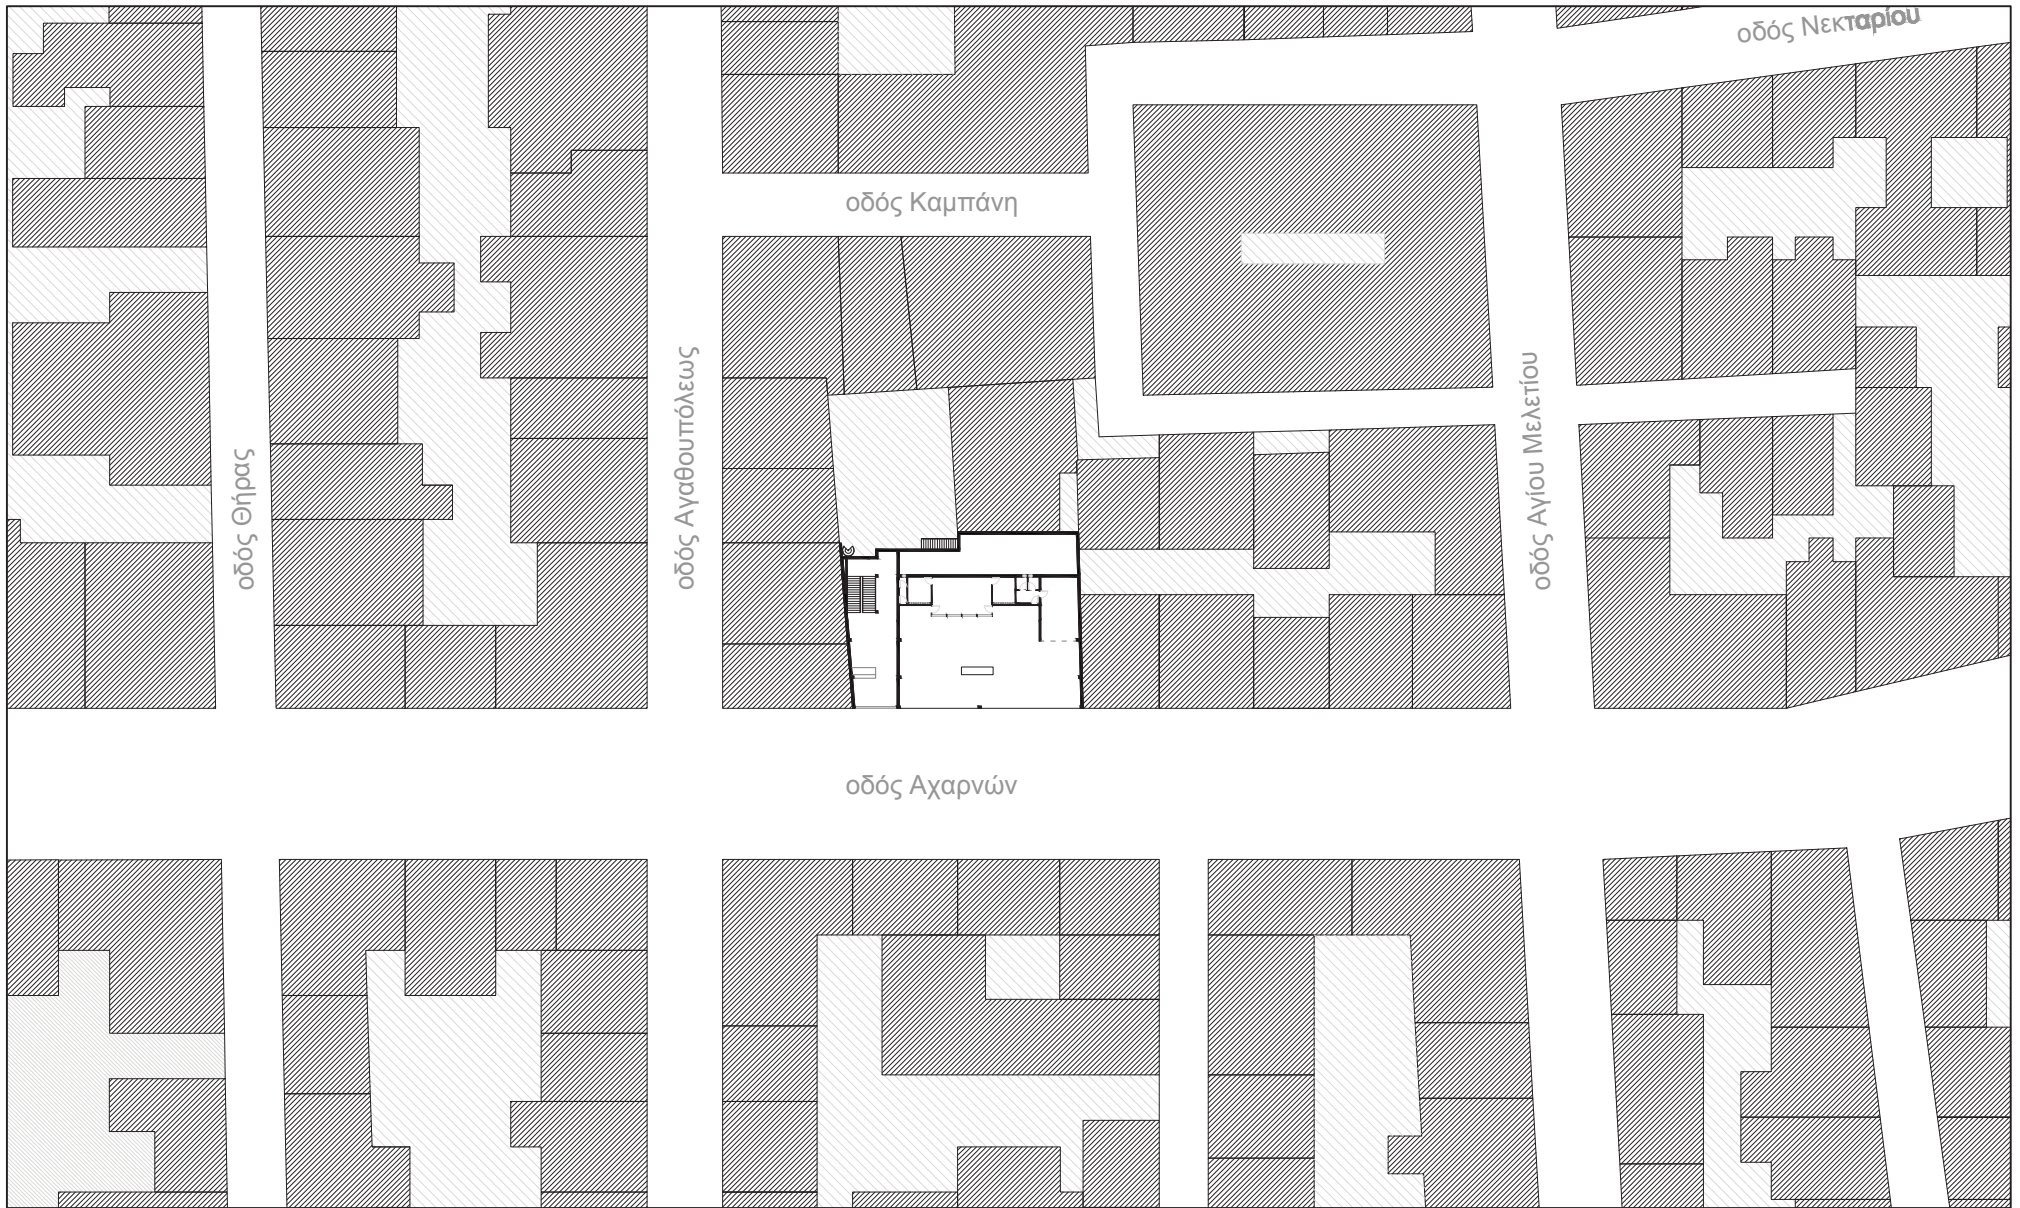 οδός Νεκταρίου
οδός Καμπάνη
οδός Αγαθουπόλεως
οδός Αγίου Μελετίου
οδός Θήρας
οδός Αχαρνών